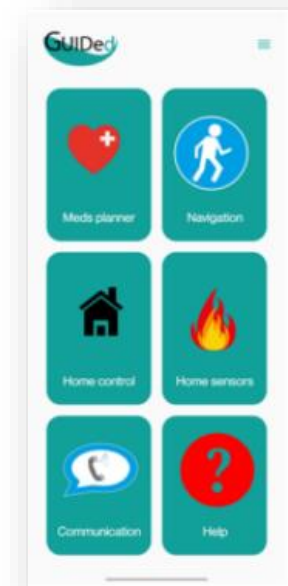 GUIDed
Meds planner
Navigation
Home control
Home sensors
Communication
?
Help